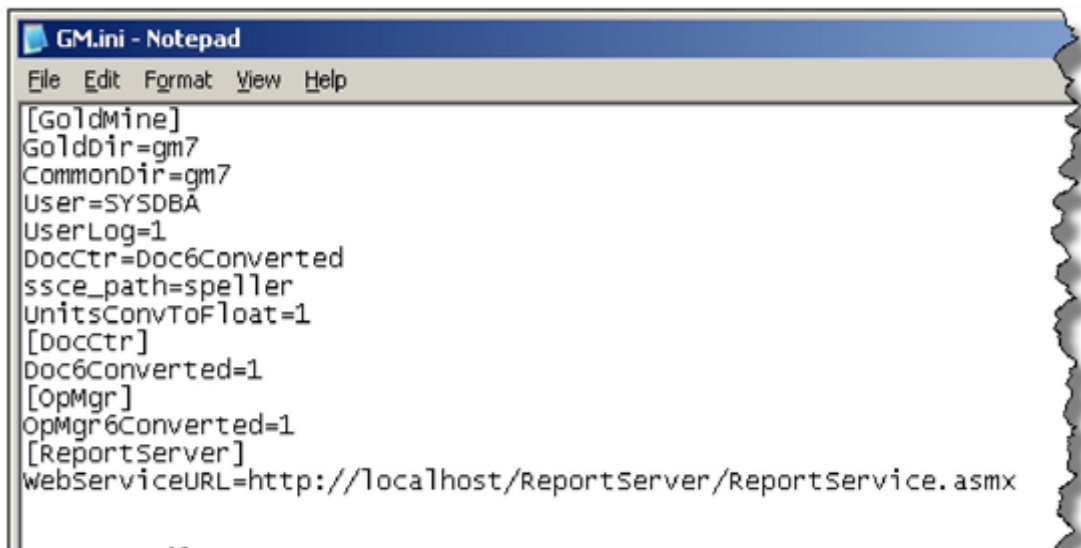 GM.ini - Notepad
File Edit Format View Help
[GoldMine]
GoldDir=gm7
CommonDir=gm7
User=SYSDBA
UserLog=1
DocCtr=Doc6Converted
ssce_path=speller
UnitsConvToFloat=1
[DocCtr]
Doc6Converted=1
[OpMgr]
OpMgr6Converted=1
[ReportServer]
WebServiceURL=http://localhost/ReportServer/ReportService.asmx